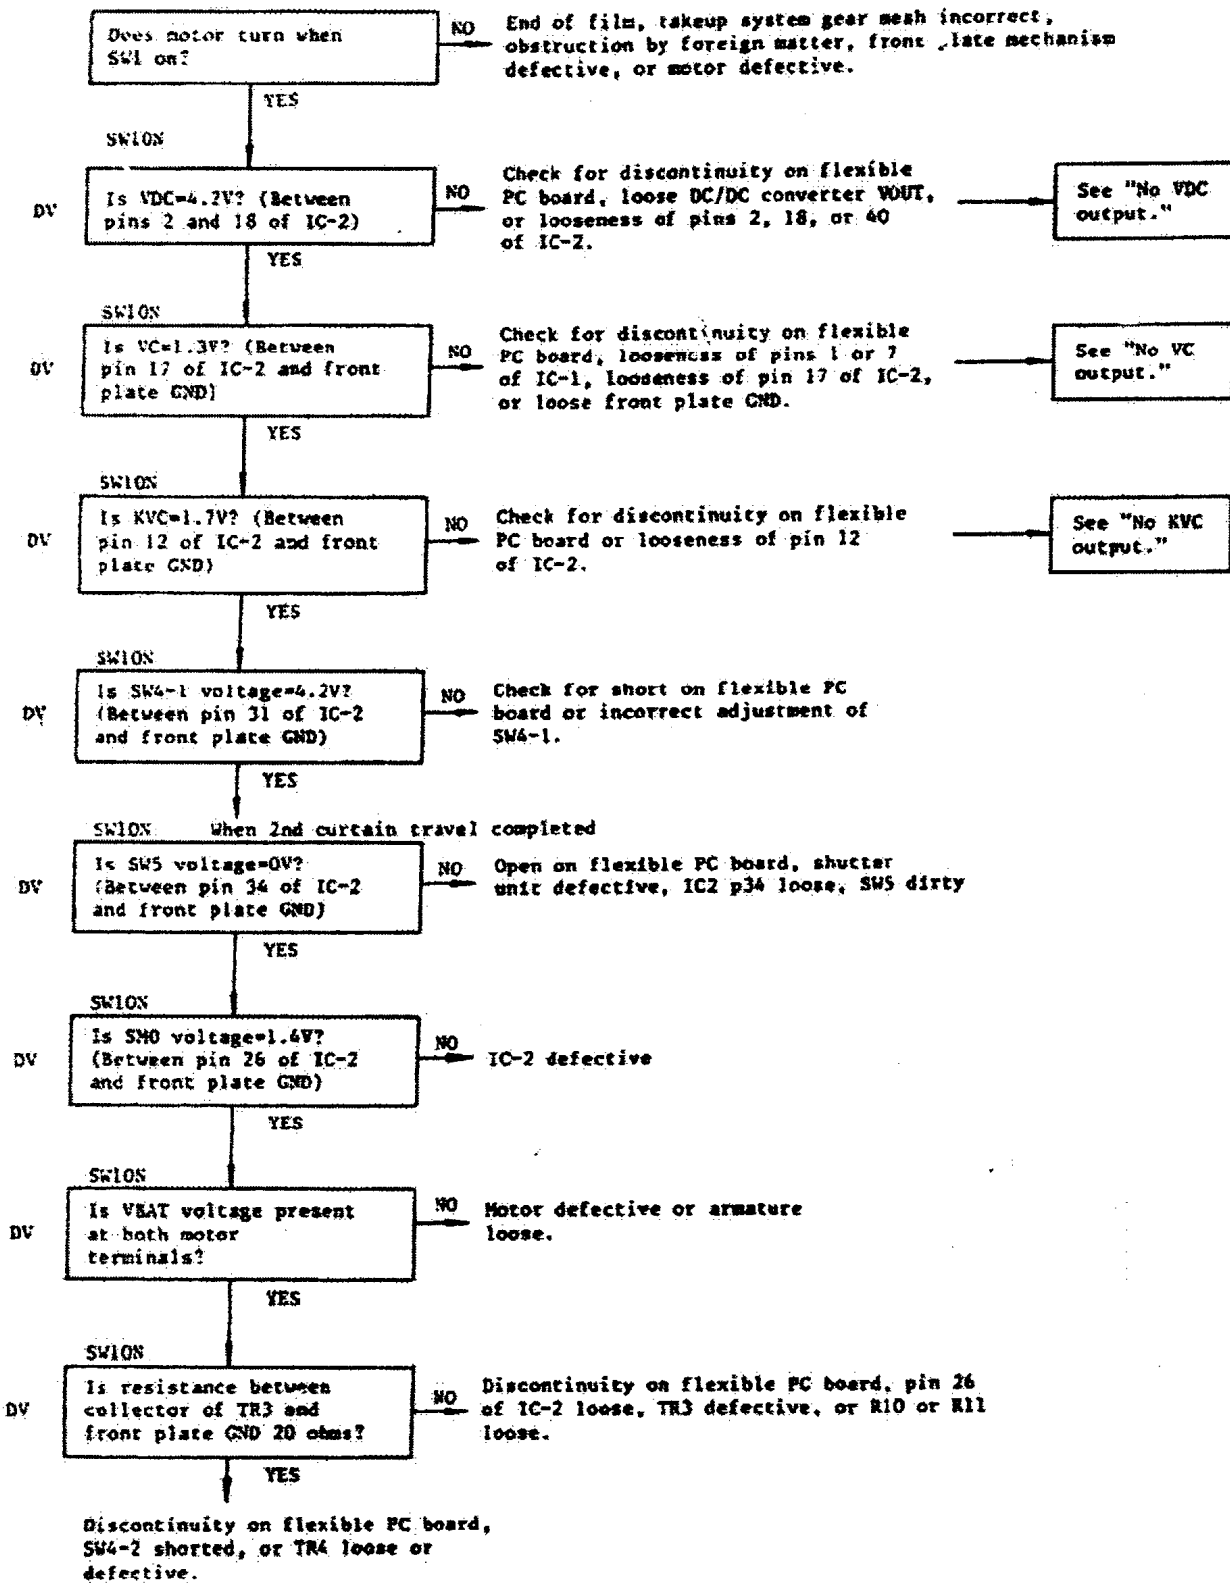 Does motor turn when
SW1 on?
NO
End of film, takeup system gear mesh incorrect,
obstruction by foreign matter, front late mechanism
defective, or motor defective.
YES
SW1ON
DV
Is VDC=4.2V? (Between
pins 2 and 18 of IC-2)
NO
Check for discontinuity on flexible
PC board, loose DC/DC converter VOUT,
or looseness of pins 2, 18, or 40
of IC-2.
See "No VDC
output."
YES
SW1ON
DV
Is VC=1.3V? (Between
pin 17 of IC-2 and front
plate GND)
NO
Check for discontinuity on flexible
PC board, looseness of pins 1 or 7
of IC-1, looseness of pin 17 of IC-2,
or loose front plate GND.
See "No VC
output."
YES
SW1ON
DV
Is KVC=1.7V? (Between
pin 12 of IC-2 and front
plate GND)
NO
Check for discontinuity on flexible
PC board or looseness of pin 12
of IC-2.
See "No KVC
output."
YES
SW1ON
DV
Is SW4-1 voltage=4.2V?
(Between pin 31 of IC-2
and front plate GND)
NO
Check for short on flexible PC
board or incorrect adjustment of
SW4-1.
YES
SW1ON When 2nd curtain travel completed
DV
Is SW5 voltage=0V?
(Between pin 34 of IC-2
and front plate GND)
NO
Open on flexible PC board, shutter
unit defective, IC2 p34 loose, SW5 dirty
YES
SW1ON
DV
Is SMO voltage=1.4V?
(Between pin 26 of IC-2
and front plate GND)
NO
IC-2 defective
YES
SW1ON
DV
Is VBAT voltage present
at both motor
terminals?
NO
Motor defective or armature
loose.
YES
SW1ON
DV
Is resistance between
collector of TR3 and
front plate GND 20 ohms?
NO
Discontinuity on flexible PC board, pin 26
of IC-2 loose, TR3 defective, or R10 or R11
loose.
YES
Discontinuity on flexible PC board,
SW4-2 shorted, or TR4 loose or
defective.